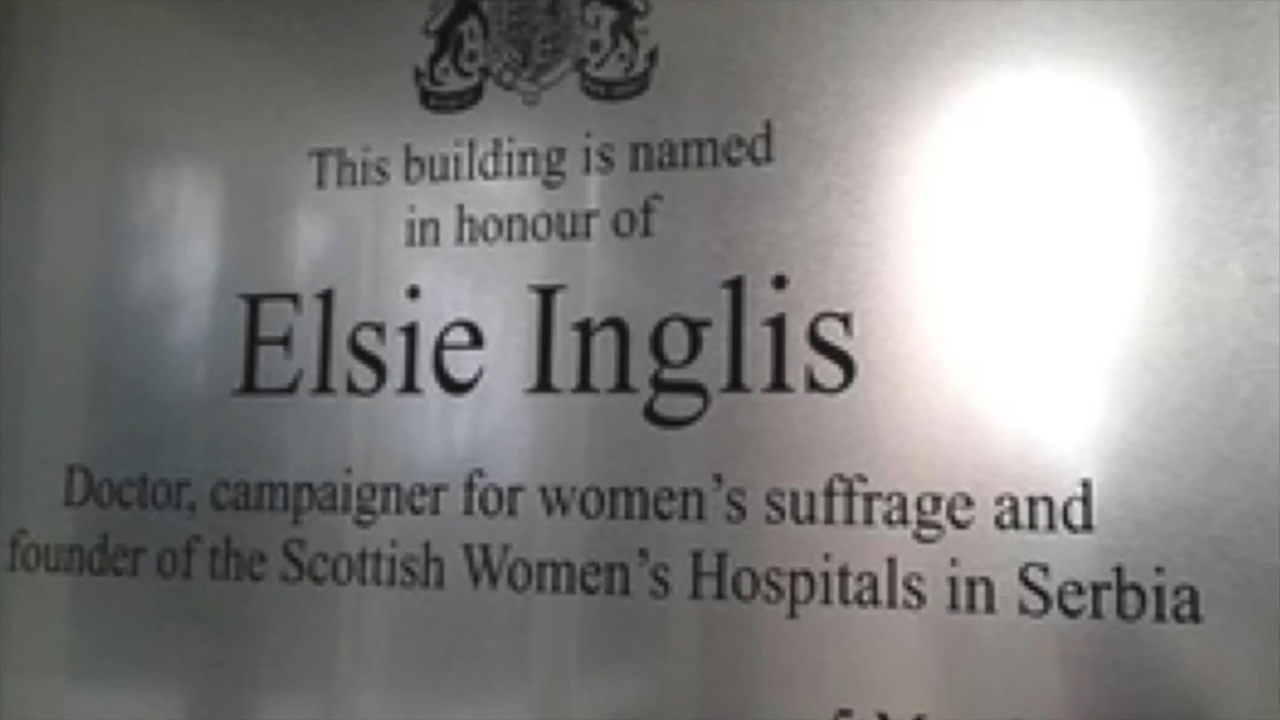 This building is named
in honour of
Elsie Inglis
Doctor, campaigner for women's suffrage and
founder of the Scottish Women's Hospitals in Serbia